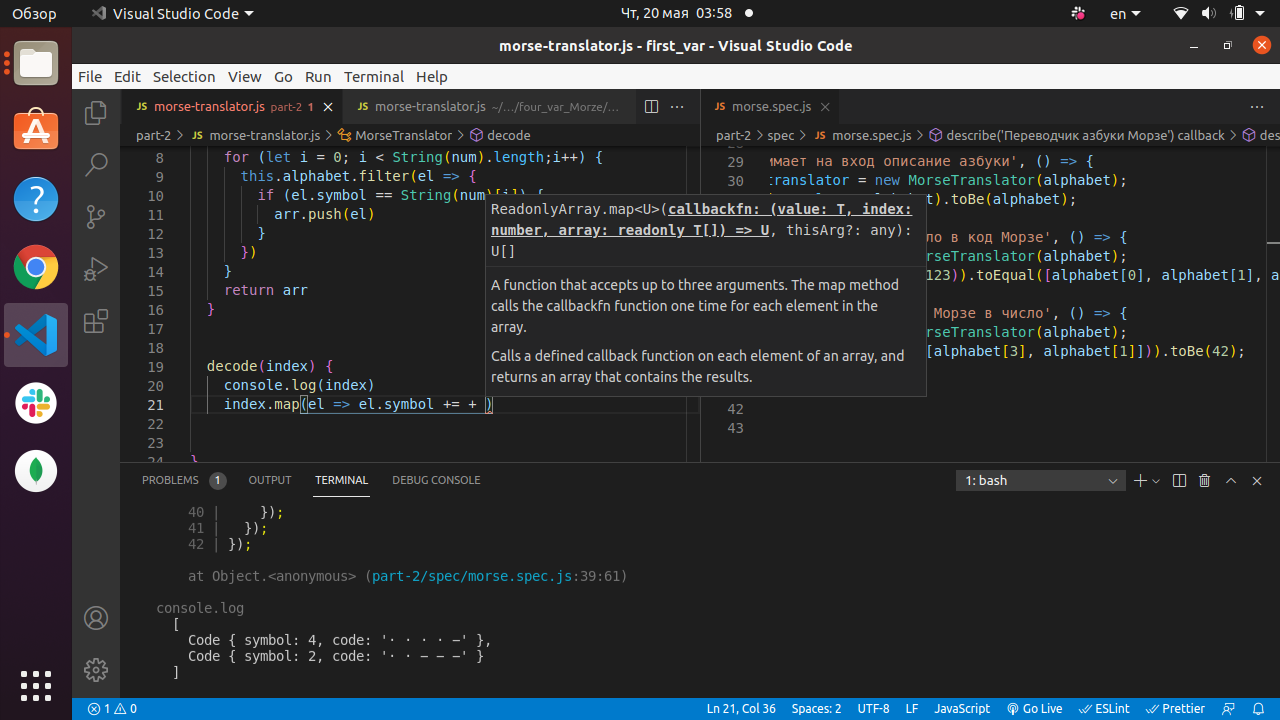 Обзор Visual Studio Code Чт, 20 мая 03:58 en
morse-translator.js - first_var - Visual Studio Code
File Edit Selection View Go Run Terminal Help
JS morse-translator.js part-2 1 JS morse-translator.js ~/.../four_var_Morze/... JS morse.spec.js
part-2 > JS morse-translator.js > MorseTranslator > decode
8 for (let i = 0; i < String(num).length;i++) {
9 this.alphabet.filter(el => {
10 if (el.symbol == String(num)[i]) {
11 arr.push(el)
12 }
13 })
14 }
15 return arr
16 }
17
18
19 decode(index) {
20 console.log(index)
21 index.map(el => el.symbol += + )
22
23
24 }
ReadonlyArray.map<U>(callbackfn: (value: T, index:
number, array: readonly T[]) => U, thisArg?: any):
U[]
A function that accepts up to three arguments. The map method
calls the callbackfn function one time for each element in the
array.
Calls a defined callback function on each element of an array, and
returns an array that contains the results.
part-2 > spec > JS morse.spec.js > describe('Переводчик азбуки Морзе') callback > des
28
29 имает на вход описание азбуки', () => {
30 translator = new MorseTranslator(alphabet);
alphabet).toBe(alphabet);
ло в код Морзе', () => {
orseTranslator(alphabet);
123)).toEqual([alphabet[0], alphabet[1], a
Морзе в число', () => {
orseTranslator(alphabet);
[alphabet[3], alphabet[1]])).toBe(42);
42
43
PROBLEMS 1 OUTPUT TERMINAL DEBUG CONSOLE 1: bash
40 | });
41 | });
42 | });
at Object.<anonymous> (part-2/spec/morse.spec.js:39:61)
console.log
[
Code { symbol: 4, code: '· · · · −' },
Code { symbol: 2, code: '· · − − −' }
]
1 0 Ln 21, Col 36 Spaces: 2 UTF-8 LF JavaScript Go Live ESLint Prettier